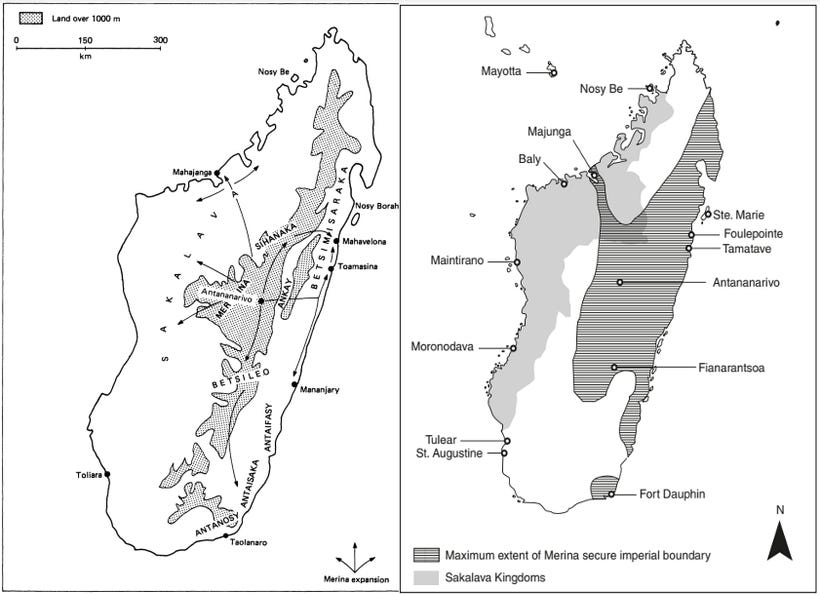 Land over 1000 m
0 150 300
km
Nosy Be
Mahajanga
Nosy Borah
BETSIMISARAKA
SIHANAKA
Mahavelona
Toamasina
SAKALAVA
ANKAY
MERINA
Antananarivo
BETSILEO
Mananjary
ANTAIFASY
Toliara
ANTAISAKA
ANTANOSY
Taolanaro
Merina expansion
Mayotta
Nosy Be
Majunga
Baly
Ste. Marie
Foulepointe
Tamatave
Maintirano
Antananarivo
Moronodava
Fianarantsoa
Tulear
St. Augustine
Fort Dauphin
N
Maximum extent of Merina secure imperial boundary
Sakalava Kingdoms